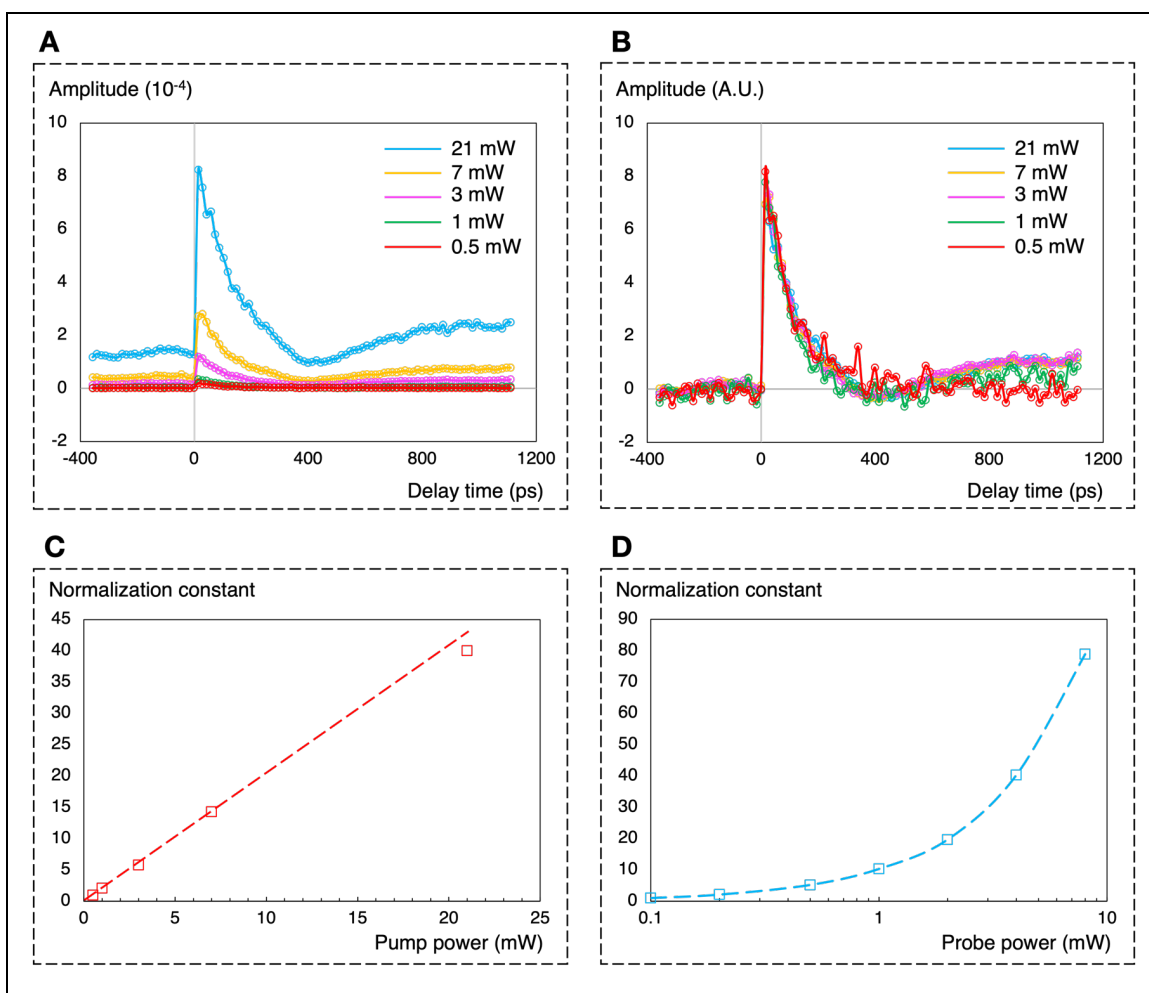 A
Amplitude (10-4)
10
8
6
4
2
0
-2
-400
0
400
800
1200
Delay time (ps)
21 mW
7 mW
3 mW
1 mW
0.5 mW
B
Amplitude (A.U.)
10
8
6
4
2
0
-2
-400
0
400
800
1200
Delay time (ps)
21 mW
7 mW
3 mW
1 mW
0.5 mW
C
Normalization constant
45
40
35
30
25
20
15
10
5
0
0
5
10
15
20
25
Pump power (mW)
D
Normalization constant
90
80
70
60
50
40
30
20
10
0
0.1
1
10
Probe power (mW)